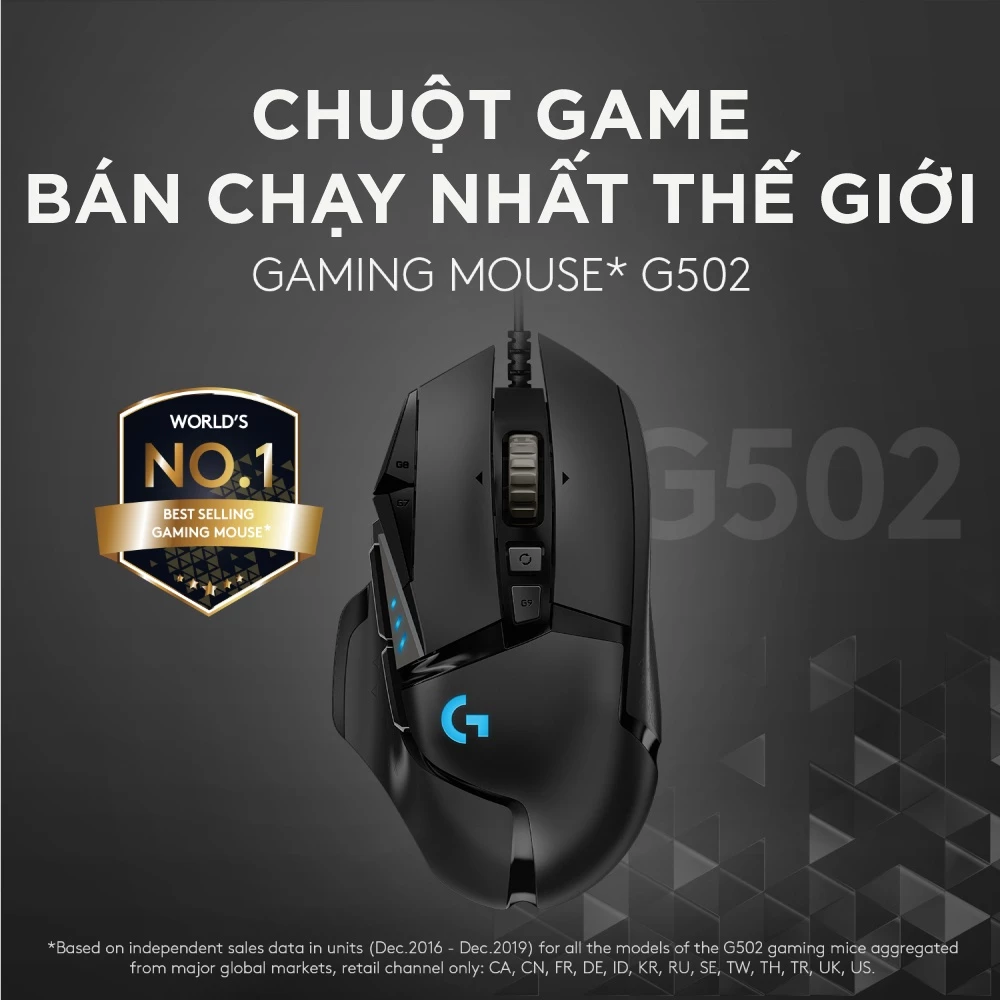 CHUỘT GAME
BÁN CHẠY NHẤT THẾ GIỚI
GAMING MOUSE* G502
WORLD'S
NO.1
BEST SELLING
GAMING MOUSE*
G502
G8
G7
G9
G
*Based on independent sales data in units (Dec.2016 - Dec.2019) for all the models of the G502 gaming mice aggregated
from major global markets, retail channel only: CA, CN, FR, DE, ID, KR, RU, SE, TW, TH, TR, UK, US.